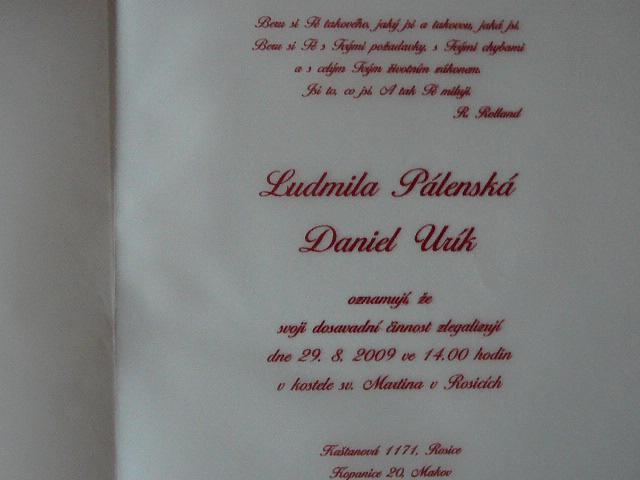 Beru si Tě takového, jaký jsi a takovou, jaká jsi.
Beru si Tě s Tvými požadavky, s Tvými chybami
a s celým Tvým životním zákonem.
Jsi to, co jsi. A tak Tě miluji.
R. Rolland
Ludmila Pálenská
Daniel Urík
oznamují, že
svoji dosavadní činnost zlegalizují
dne 29. 8. 2009 ve 14.00 hodin
v kostele sv. Martina v Rosicích
Kaštanová 1171, Rosice
Kopanice 20, Makov